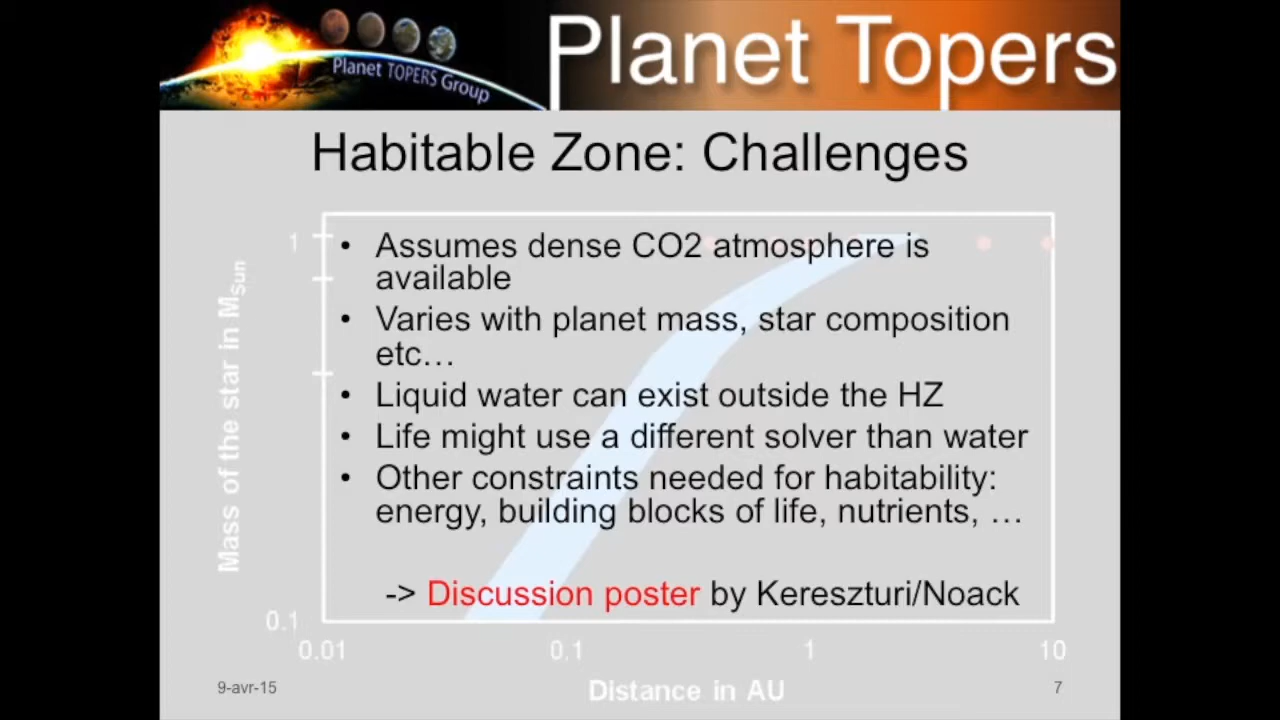 Planet TOPERS Group
Planet Topers
Habitable Zone: Challenges
• Assumes dense CO2 atmosphere is
available
• Varies with planet mass, star composition
etc…
• Liquid water can exist outside the HZ
• Life might use a different solver than water
• Other constraints needed for habitability:
energy, building blocks of life, nutrients, …
-> Discussion poster by Kereszturi/Noack
Mass of the star in MSun
1
0.1
0.01 0.1 1 10
Distance in AU
9-avr-15
7